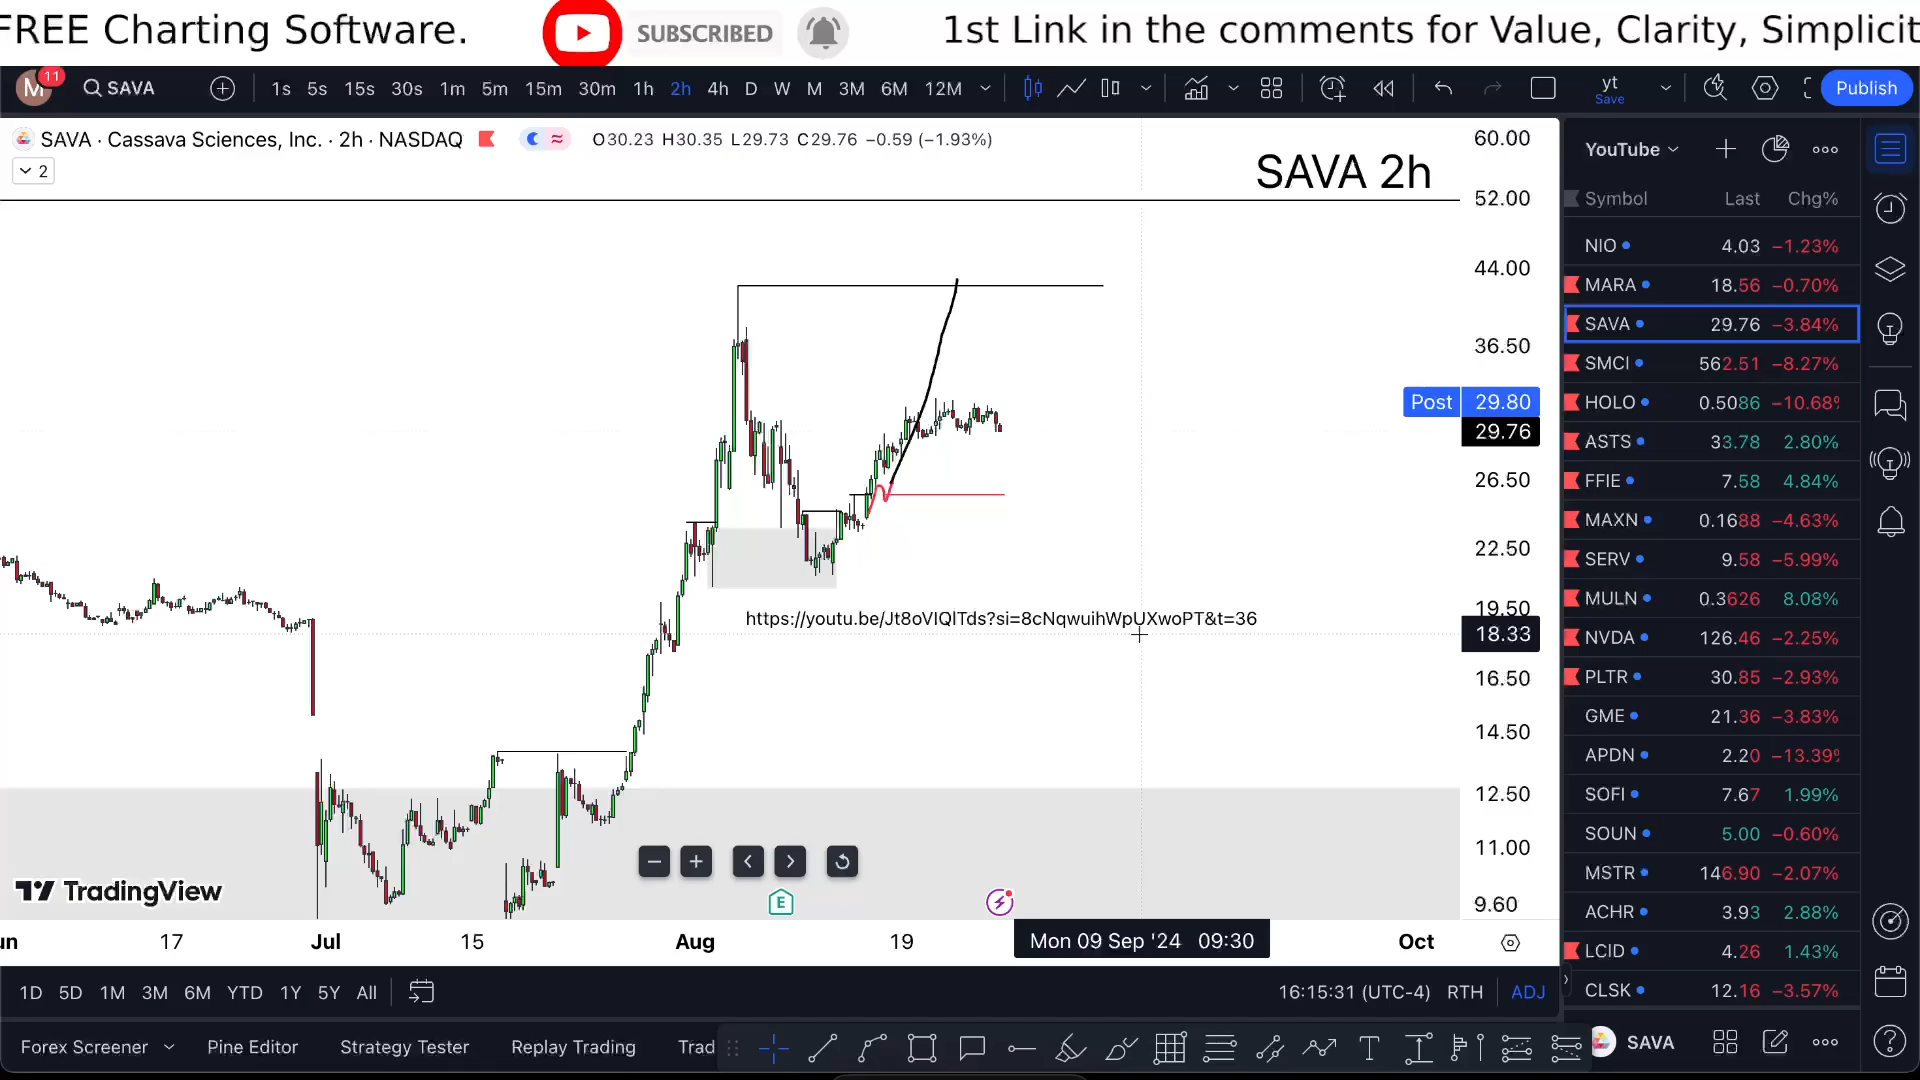 FREE Charting Software.
SUBSCRIBED
1st Link in the comments for Value, Clarity, Simplicit
M 11 SAVA 1s 5s 15s 30s 1m 5m 15m 30m 1h 2h 4h D W M 3M 6M 12M yt Save Publish
SAVA · Cassava Sciences, Inc. · 2h · NASDAQ O30.23 H30.35 L29.73 C29.76 −0.59 (−1.93%)
2
SAVA 2h
60.00
52.00
44.00
36.50
Post 29.80
29.76
26.50
22.50
19.50
https://youtu.be/Jt8oVIQlTds?si=8cNqwuihWpUXwoPT&t=36
18.33
16.50
14.50
12.50
11.00
9.60
TradingView
E
un 17 Jul 15 Aug 19 Mon 09 Sep '24 09:30 Oct
1D 5D 1M 3M 6M YTD 1Y 5Y All 16:15:31 (UTC-4) RTH ADJ
Forex Screener Pine Editor Strategy Tester Replay Trading Trad
YouTube
Symbol Last Chg%
NIO 4.03 −1.23%
MARA 18.56 −0.70%
SAVA 29.76 −3.84%
SMCI 562.51 −8.27%
HOLO 0.5086 −10.68%
ASTS 33.78 2.80%
FFIE 7.58 4.84%
MAXN 0.1688 −4.63%
SERV 9.58 −5.99%
MULN 0.3626 8.08%
NVDA 126.46 −2.25%
PLTR 30.85 −2.93%
GME 21.36 −3.83%
APDN 2.20 −13.39%
SOFI 7.67 1.99%
SOUN 5.00 −0.60%
MSTR 146.90 −2.07%
ACHR 3.93 2.88%
LCID 4.26 1.43%
CLSK 12.16 −3.57%
SAVA